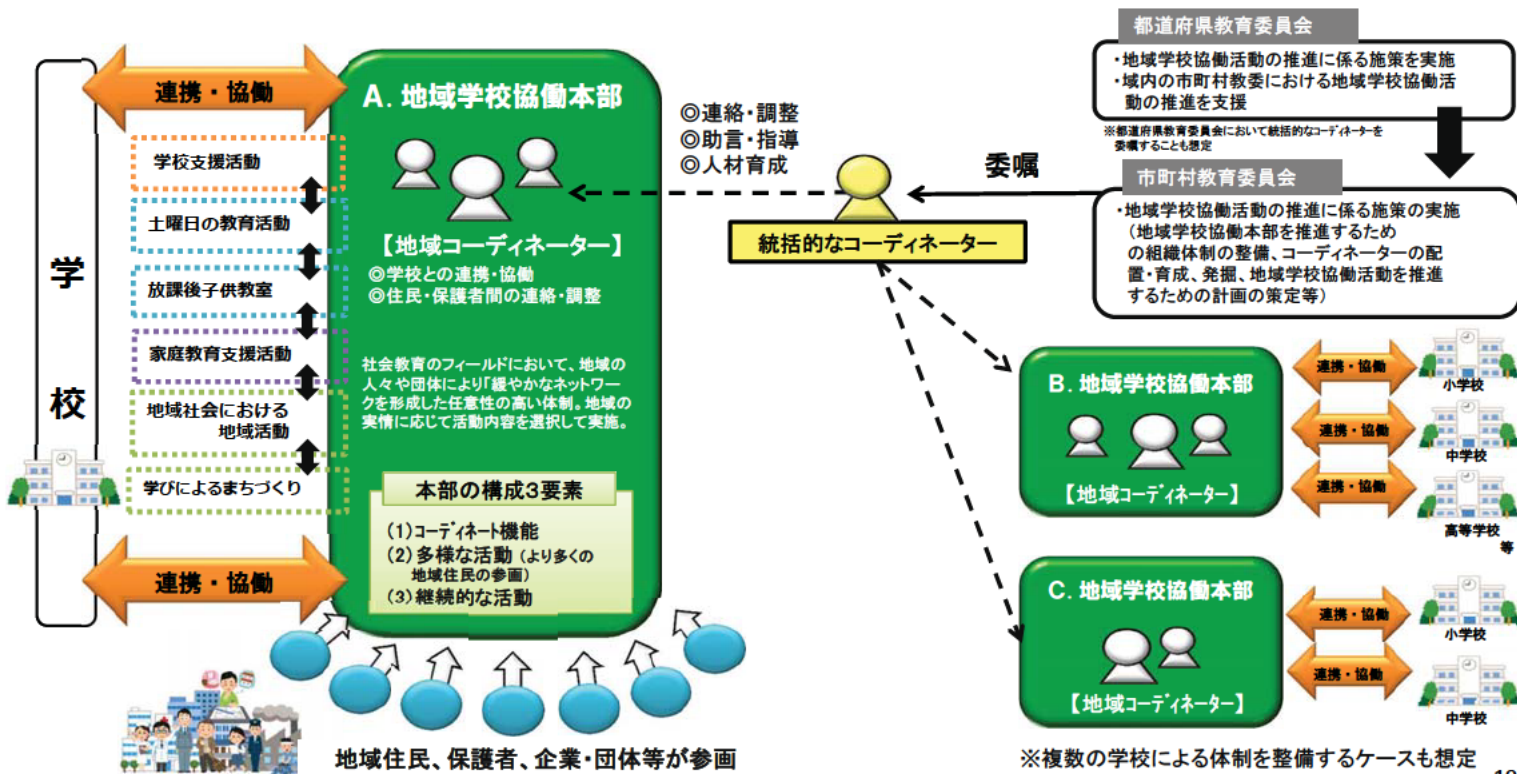 学校
連携・協働
学校支援活動
土曜日の教育活動
放課後子供教室
家庭教育支援活動
地域社会における
地域活動
学びによるまちづくり
連携・協働
A. 地域学校協働本部
【地域コーディネーター】
◎学校との連携・協働
◎住民・保護者間の連絡・調整
社会教育のフィールドにおいて、地域の
人々や団体により「緩やかなネットワー
クを形成した任意性の高い体制。地域の
実情に応じて活動内容を選択して実施。
本部の構成3要素
(1)コーディネート機能
(2)多様な活動（より多くの
地域住民の参画）
(3)継続的な活動
地域住民、保護者、企業・団体等が参画
◎連絡・調整
◎助言・指導
◎人材育成
統括的なコーディネーター
委嘱
都道府県教育委員会
・地域学校協働活動の推進に係る施策を実施
・域内の市町村教委における地域学校協働活
動の推進を支援
※都道府県教育委員会において統括的なコーディネーターを
委嘱することも想定
市町村教育委員会
・地域学校協働活動の推進に係る施策の実施
（地域学校協働本部を推進するため
の組織体制の整備、コーディネーターの配
置・育成、発掘、地域学校協働活動を推進
するための計画の策定等）
B. 地域学校協働本部
【地域コーディネーター】
連携・協働
小学校
連携・協働
中学校
連携・協働
高等学校
等
C. 地域学校協働本部
【地域コーディネーター】
連携・協働
小学校
連携・協働
中学校
※複数の学校による体制を整備するケースも想定